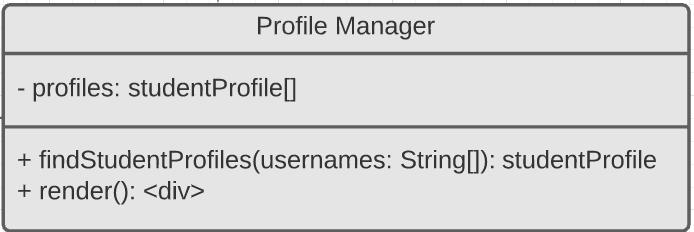 Profile Manager
- profiles: studentProfile[]
+ findStudentProfiles(usernames: String[]): studentProfile
+ render(): <div>